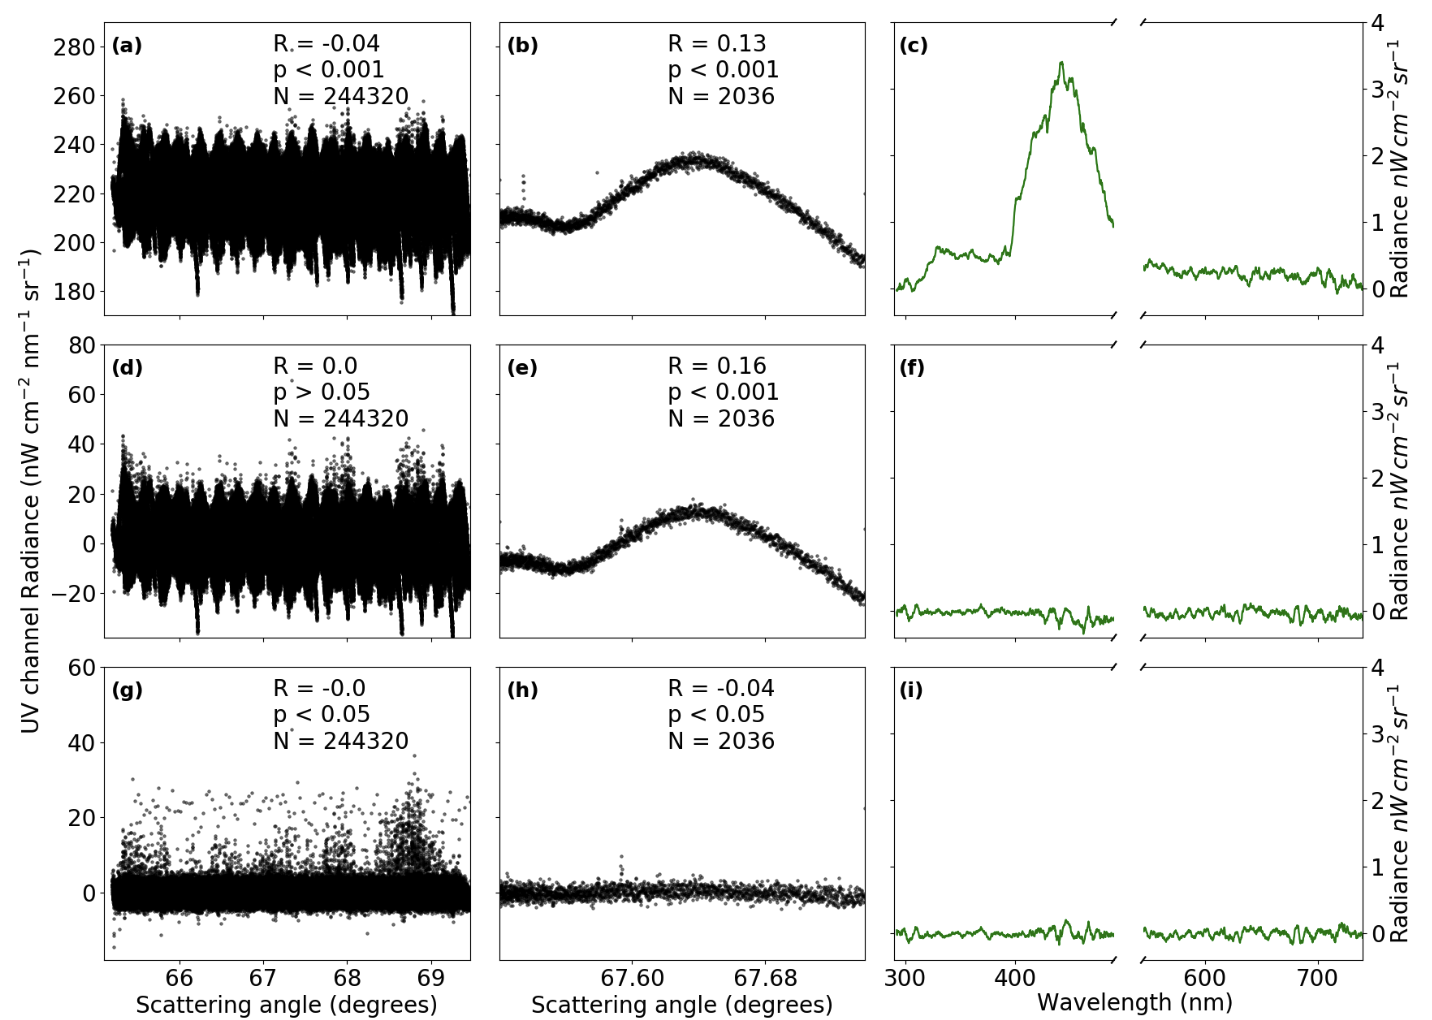 (a)
R = -0.04
p < 0.001
N = 244320
280
260
240
220
200
180
(b)
R = 0.13
p < 0.001
N = 2036
(c)
4
3
2
1
0
Radiance nW cm−2 sr−1
(d)
R = 0.0
p > 0.05
N = 244320
80
60
40
20
0
−20
(e)
R = 0.16
p < 0.001
N = 2036
(f)
4
3
2
1
0
Radiance nW cm−2 sr−1
UV channel Radiance (nW cm−2 nm−1 sr−1)
(g)
R = -0.0
p < 0.05
N = 244320
60
40
20
0
66 67 68 69
Scattering angle (degrees)
(h)
R = -0.04
p < 0.05
N = 2036
67.60 67.68
Scattering angle (degrees)
(i)
4
3
2
1
0
Radiance nW cm−2 sr−1
300 400 600 700
Wavelength (nm)